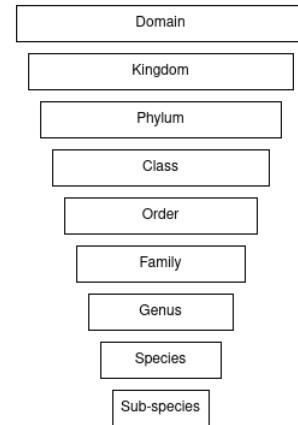 Domain
Kingdom
Phylum
Class
Order
Family
Genus
Species
Sub-species